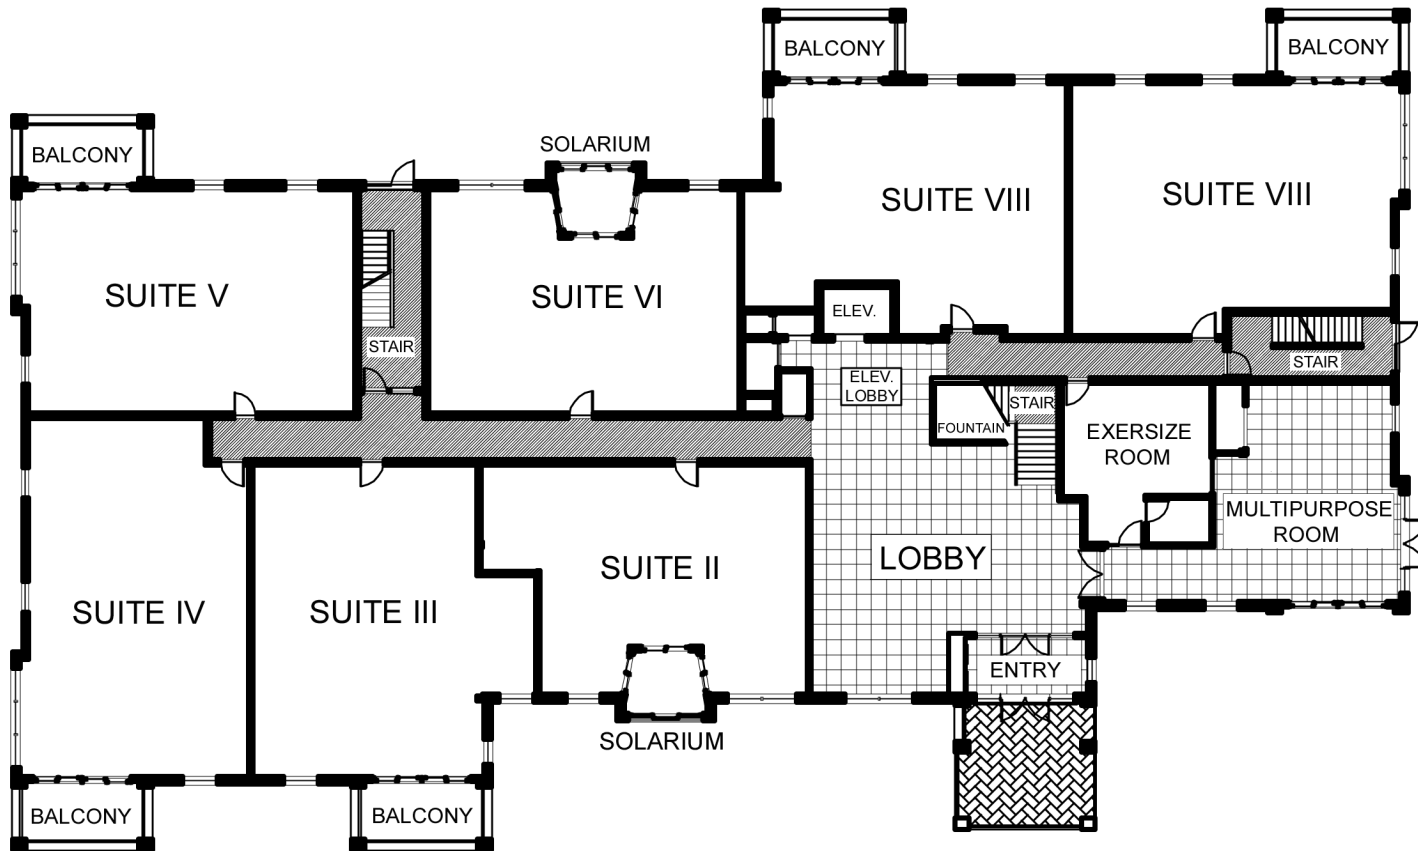 BALCONY
BALCONY
BALCONY
SOLARIUM
SUITE VIII
SUITE VIII
SUITE V
SUITE VI
ELEV.
STAIR
STAIR
ELEV.
LOBBY
STAIR
FOUNTAIN
EXERSIZE
ROOM
MULTIPURPOSE
ROOM
LOBBY
SUITE II
SUITE IV
SUITE III
ENTRY
SOLARIUM
BALCONY
BALCONY